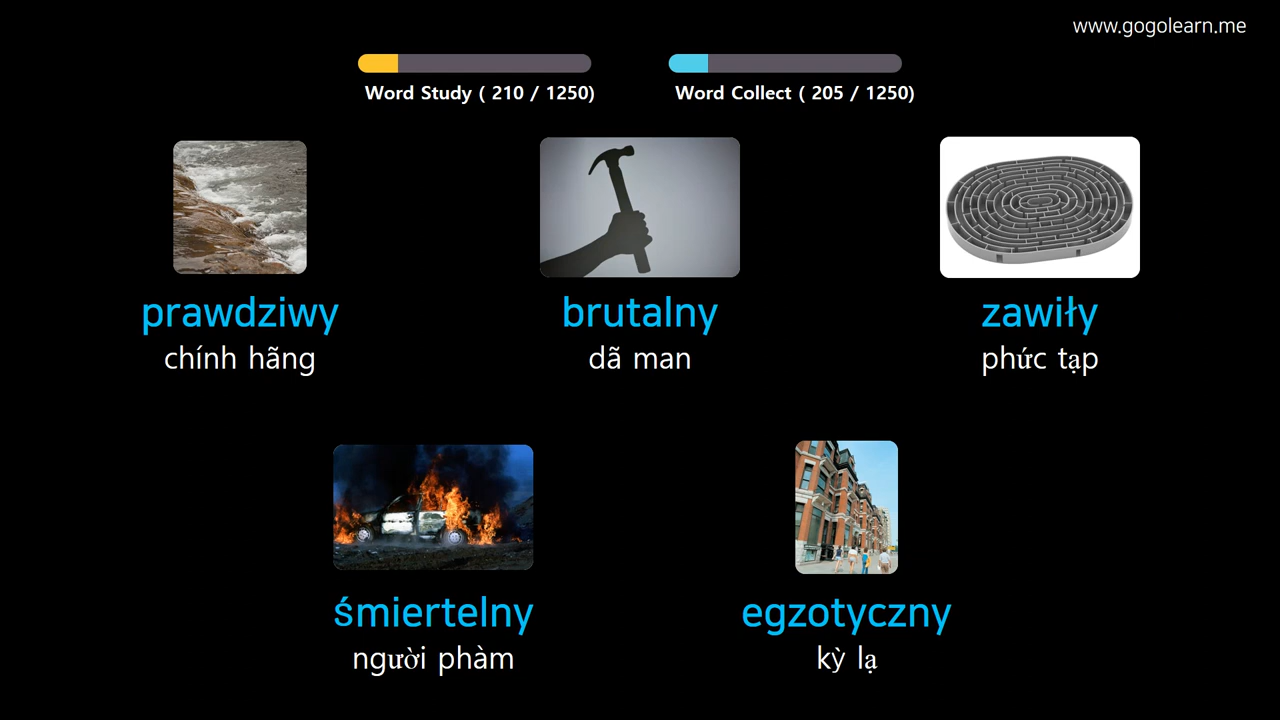 www.gogolearn.me
Word Study ( 210 / 1250)
Word Collect ( 205 / 1250)
prawdziwy
chính hãng
brutalny
dã man
zawiły
phức tạp
śmiertelny
người phàm
egzotyczny
kỳ lạ